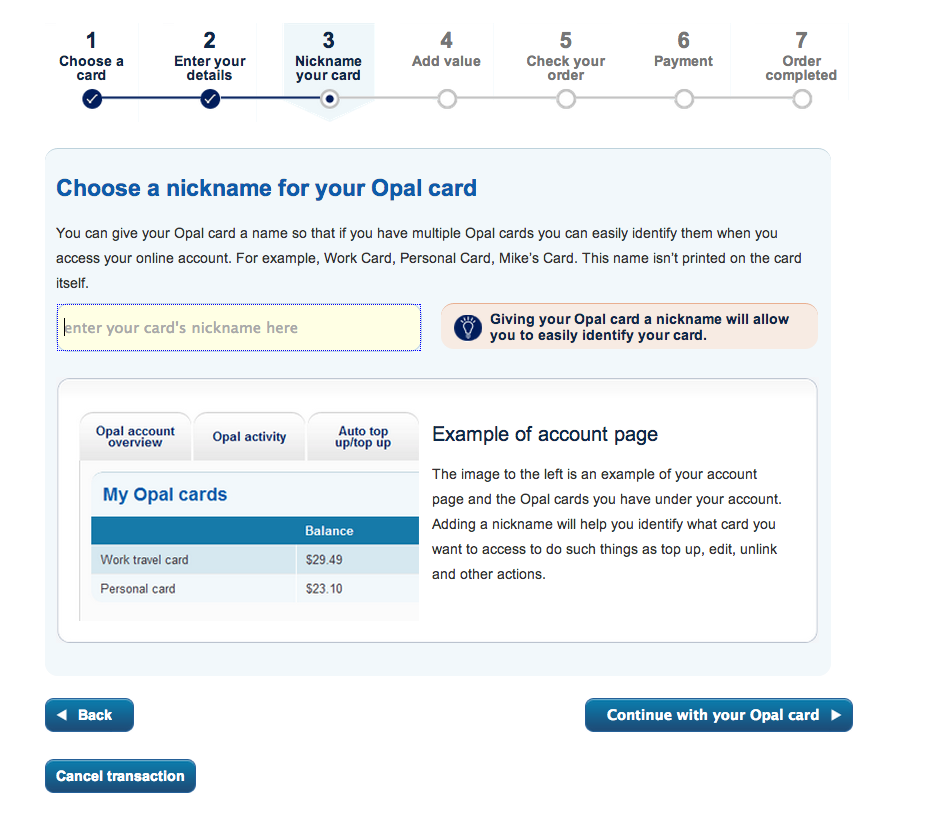 1 2 3 4 5 6 7
Choose a Enter your Nickname Add value Check your Payment Order
card details your card order completed
Choose a nickname for your Opal card
You can give your Opal card a name so that if you have multiple Opal cards you can easily identify them when you
access your online account. For example, Work Card, Personal Card, Mike's Card. This name isn't printed on the card
itself.
enter your card's nickname here
Giving your Opal card a nickname will allow
you to easily identify your card.
Opal account Opal activity Auto top
overview up/top up
My Opal cards
Balance
Work travel card $29.49
Personal card $23.10
Example of account page
The image to the left is an example of your account
page and the Opal cards you have under your account.
Adding a nickname will help you identify what card you
want to access to do such things as top up, edit, unlink
and other actions.
Back Continue with your Opal card
Cancel transaction